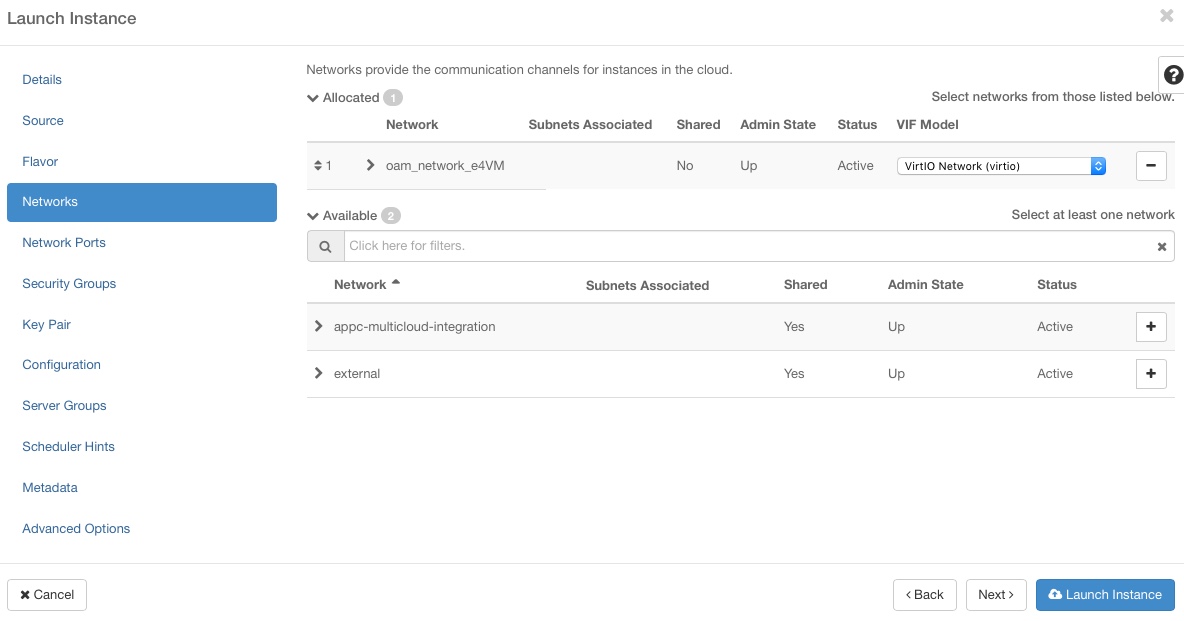 Launch Instance
Details
Source
Flavor
Networks
Network Ports
Security Groups
Key Pair
Configuration
Server Groups
Scheduler Hints
Metadata
Advanced Options
Networks provide the communication channels for instances in the cloud.
Allocated 1
Select networks from those listed below.
Network Subnets Associated Shared Admin State Status VIF Model
1 oam_network_e4VM No Up Active VirtIO Network (virtio)
Available 2
Select at least one network
Click here for filters.
Network Subnets Associated Shared Admin State Status
appc-multicloud-integration Yes Up Active
external Yes Up Active
Cancel
Back Next Launch Instance